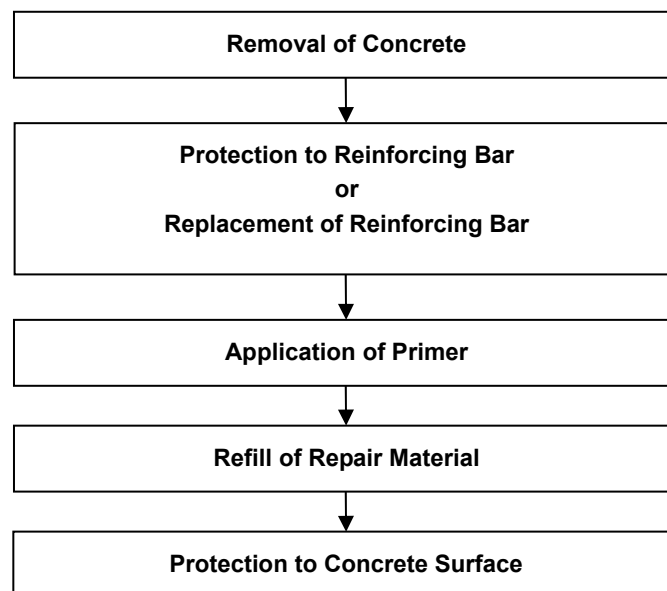 Removal of Concrete
Protection to Reinforcing Bar
or
Replacement of Reinforcing Bar
Application of Primer
Refill of Repair Material
Protection to Concrete Surface